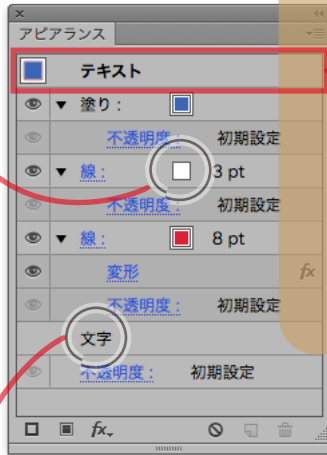 アピアランス
テキスト
塗り:
不透明度: 初期設定
線: 3 pt
不透明度: 初期設定
線: 8 pt
変形 fx
不透明度: 初期設定
文字
不透明度: 初期設定
fx